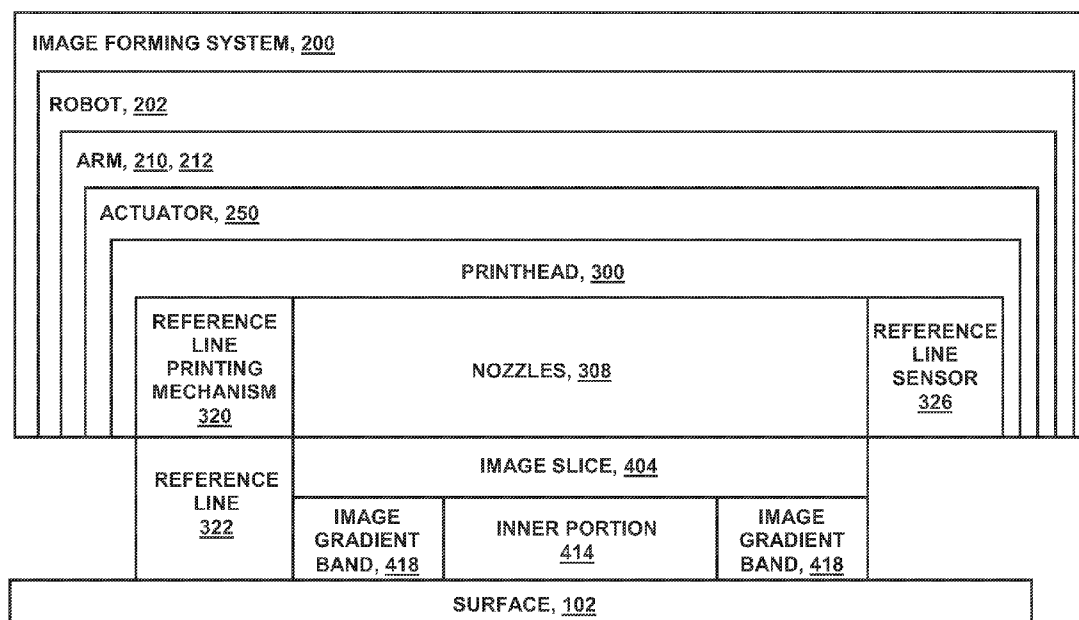 IMAGE FORMING SYSTEM, 200
ROBOT, 202
ARM, 210, 212
ACTUATOR, 250
PRINTHEAD, 300
REFERENCE
LINE
PRINTING
MECHANISM
320
NOZZLES, 308
REFERENCE
LINE
SENSOR
326
REFERENCE
LINE
322
IMAGE SLICE, 404
IMAGE
GRADIENT
BAND, 418
INNER PORTION
414
IMAGE
GRADIENT
BAND, 418
SURFACE, 102